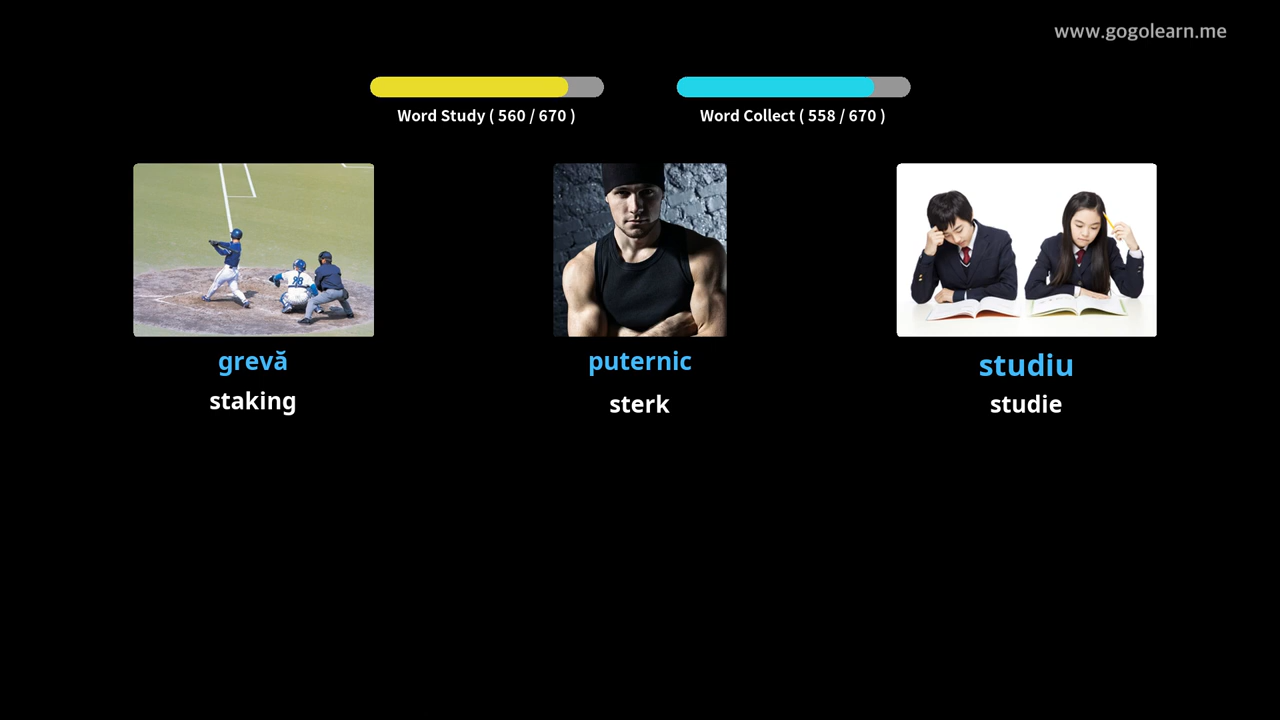 www.gogolearn.me
Word Study ( 560 / 670 )
Word Collect ( 558 / 670 )
grevă
puternic
studiu
staking
sterk
studie